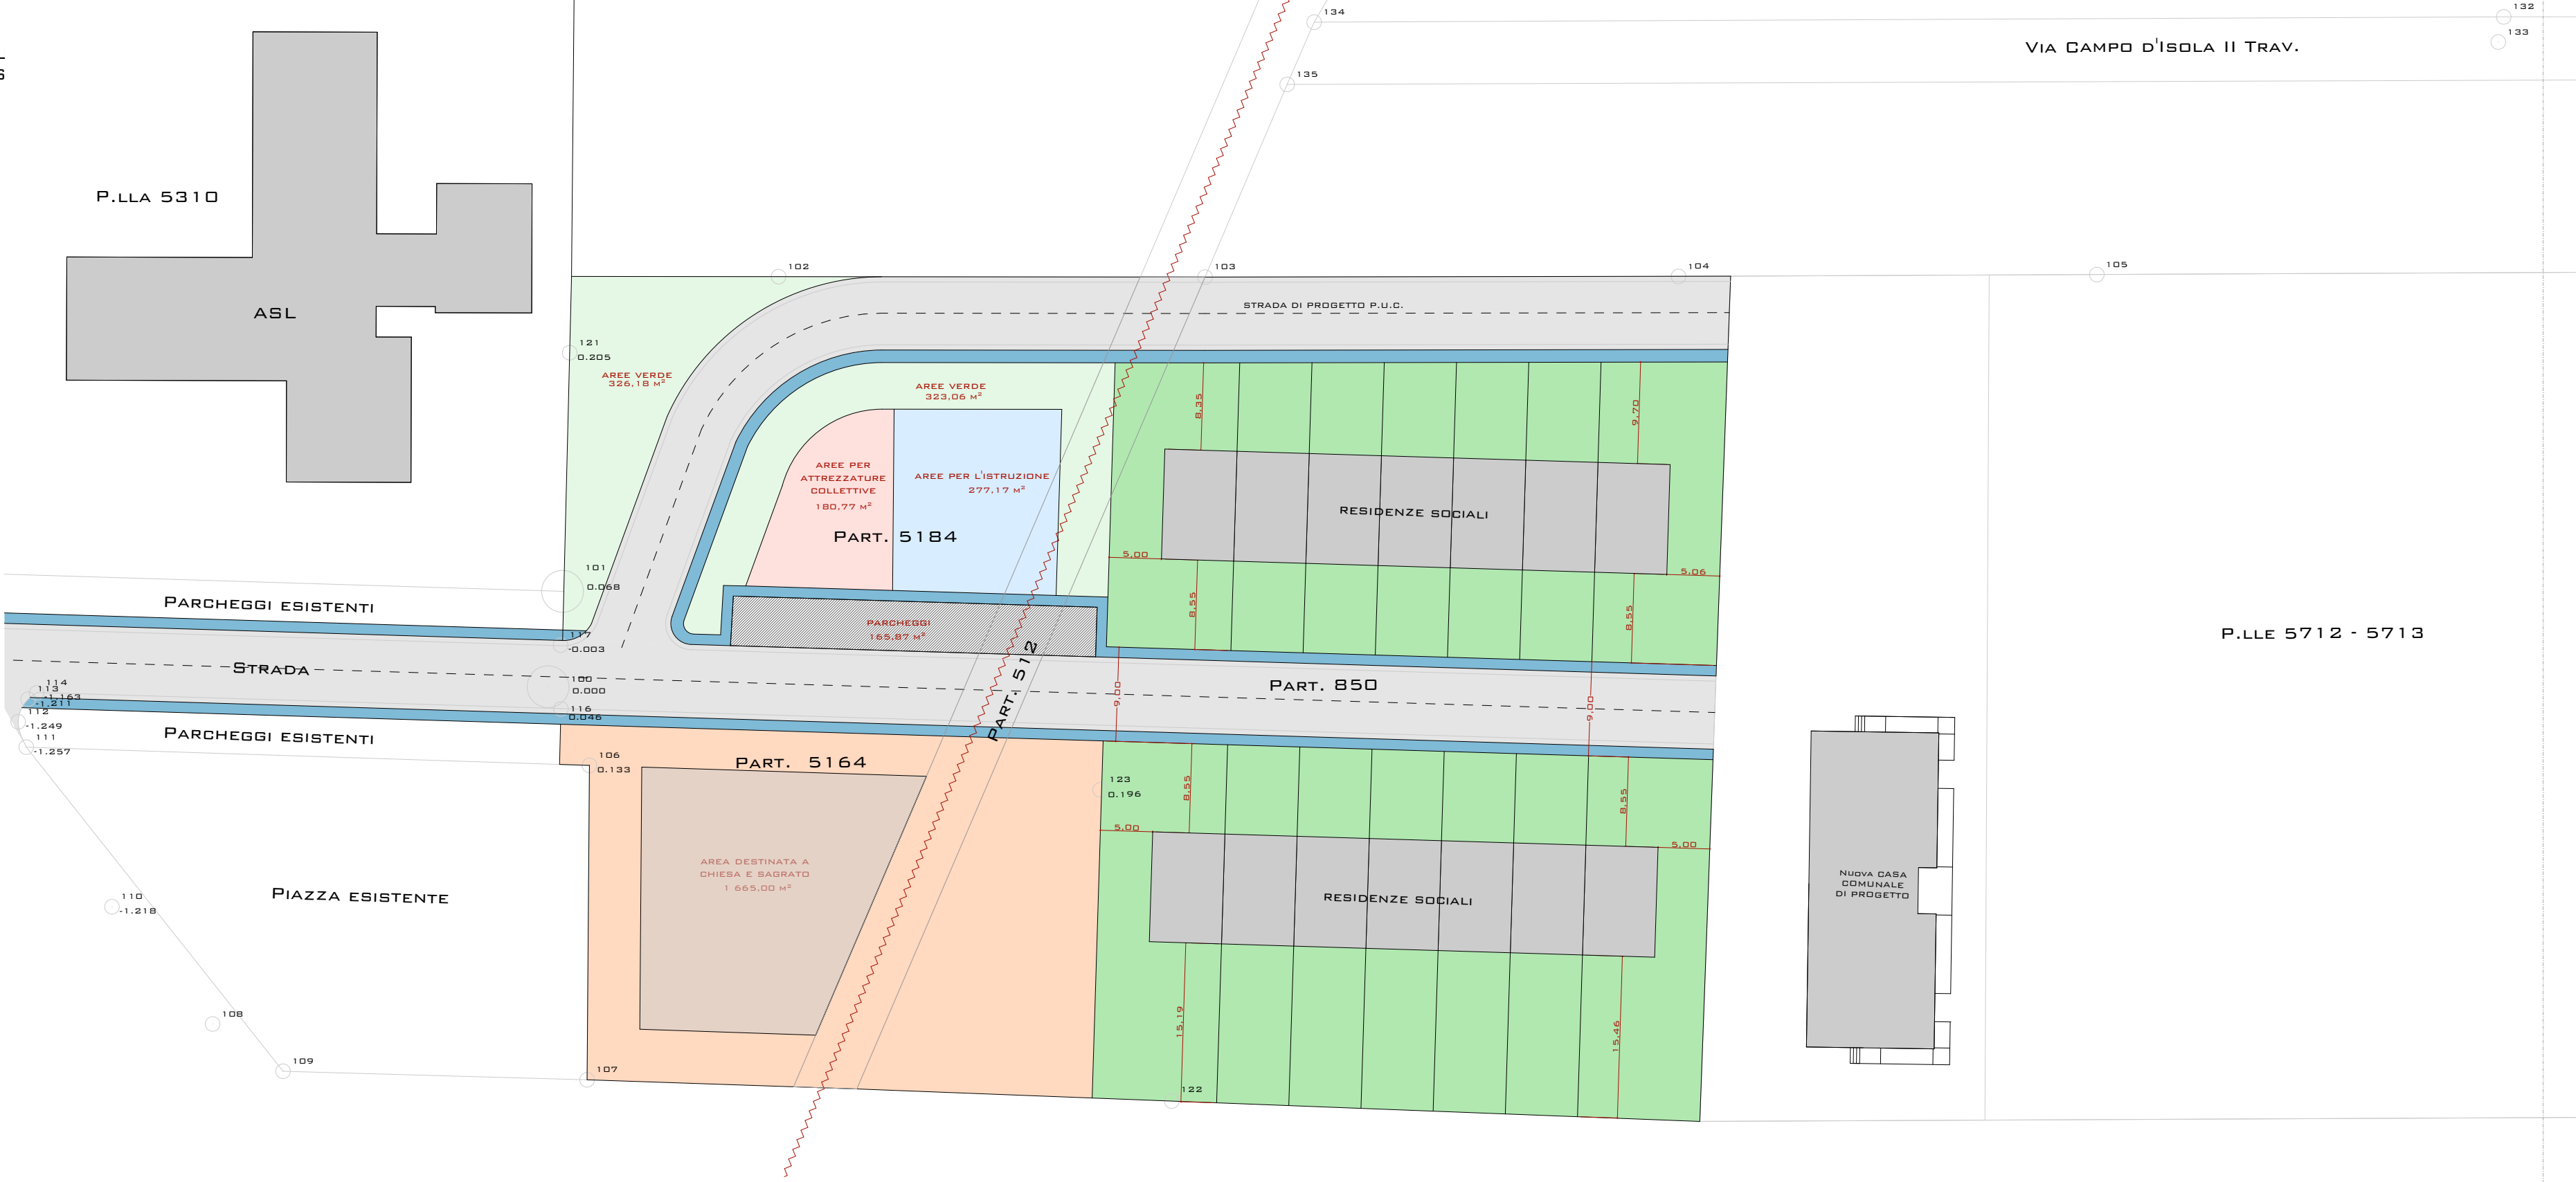 134
132
133
Via Campo d'Isola II Trav.
135
P.lla 5310
ASL
102
103
104
105
strada di progetto P.U.C.
121
0.205
aree verde
326,18 m²
aree verde
323,06 m²
8.35
9.70
aree per
attrezzature
collettive
180,77 m²
aree per l'istruzione
277,17 m²
Part. 5184
residenze sociali
5.00
5.06
8.55
8.55
101
0.068
Parcheggi esistenti
parcheggi
165,87 m²
117
-0.003
P.lle 5712 - 5713
Strada
100
0.000
Part. 512
9.00
Part. 850
9.00
114
113
-1.163
-1.211
112
-1.249
116
0.046
111
-1.257
Parcheggi esistenti
106
0.133
Part. 5164
123
0.196
8.55
8.55
5.00
5.00
area destinata a
chiesa e sagrato
1 665,00 m²
Piazza esistente
residenze sociali
Nuova casa
comunale
di progetto
110
-1.218
108
15.19
15.46
109
107
122